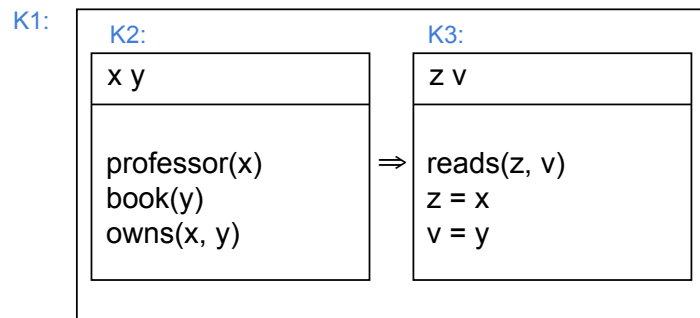 K1:
K2:
K3:
x y
z v
professor(x)
book(y)
owns(x, y)
⇒
reads(z, v)
z = x
v = y